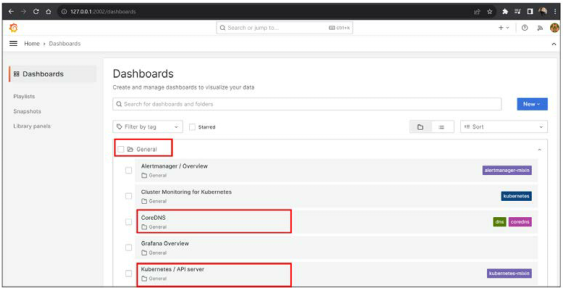 127.0.0.1:2002/dashboards
Search or jump to...
ctrl+k
Home > Dashboards
Dashboards
Playlists
Snapshots
Library panels
Dashboards
Create and manage dashboards to visualize your data
Search for dashboards and folders
New
Filter by tag
Starred
Sort
General
Alertmanager / Overview
General
alertmanager-mixin
Cluster Monitoring for Kubernetes
General
kubernetes
CoreDNS
General
dns coredns
Grafana Overview
General
Kubernetes / API server
General
kubernetes-mixin